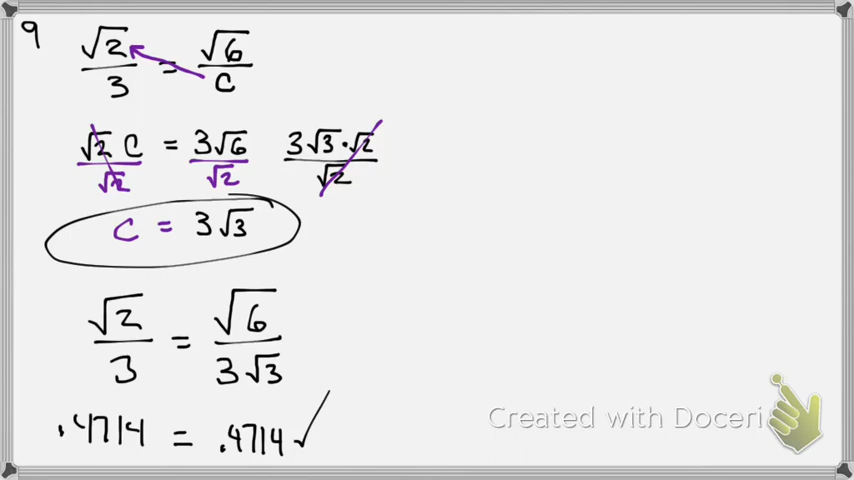 9
√2/3 = √6/C
√2 C/√2 = 3√6/√2   3√3·√2/√2
C = 3√3
√2/3 = √6/3√3
.4714 = .4714 ✓
Created with Doceri